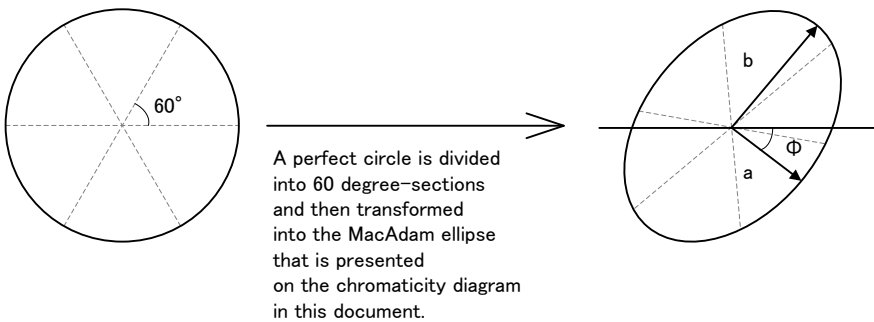 60°
A perfect circle is divided
into 60 degree-sections
and then transformed
into the MacAdam ellipse
that is presented
on the chromaticity diagram
in this document.
b
Φ
a